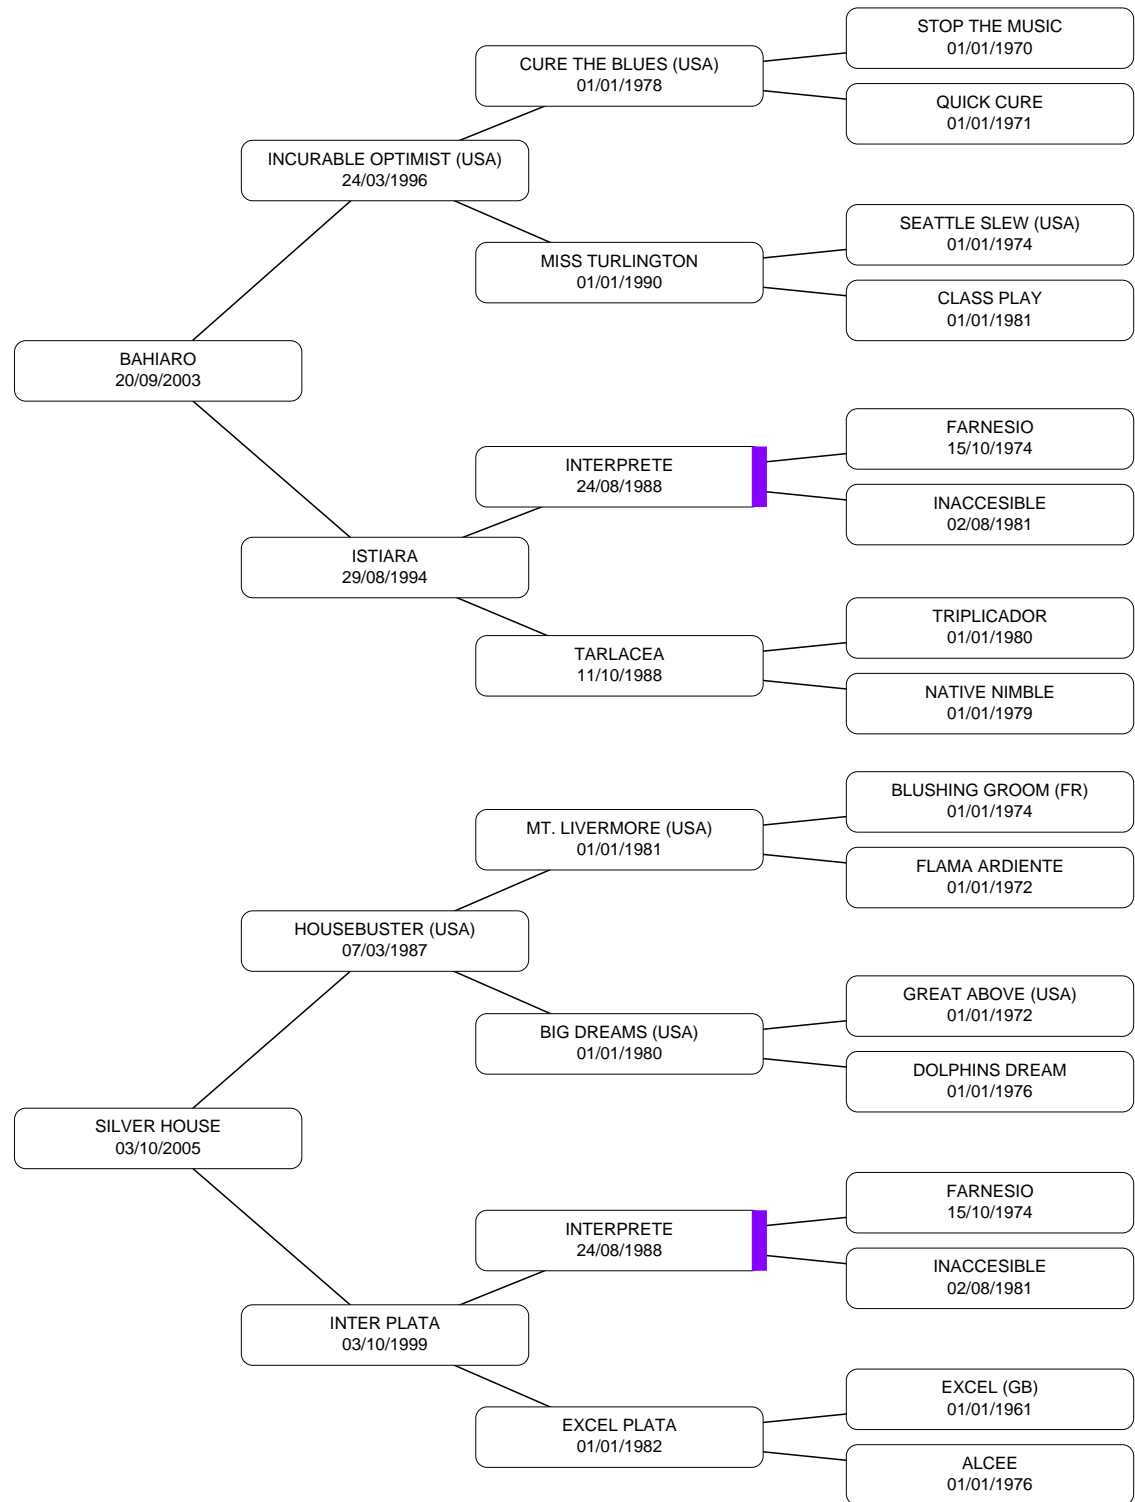 STOP THE MUSIC
01/01/1970
CURE THE BLUES (USA)
01/01/1978
QUICK CURE
01/01/1971
INCURABLE OPTIMIST (USA)
24/03/1996
SEATTLE SLEW (USA)
01/01/1974
MISS TURLINGTON
01/01/1990
CLASS PLAY
01/01/1981
BAHIARO
20/09/2003
FARNESIO
15/10/1974
INTERPRETE
24/08/1988
INACCESIBLE
02/08/1981
ISTIARA
29/08/1994
TRIPLICADOR
01/01/1980
TARLACEA
11/10/1988
NATIVE NIMBLE
01/01/1979
BLUSHING GROOM (FR)
01/01/1974
MT. LIVERMORE (USA)
01/01/1981
FLAMA ARDIENTE
01/01/1972
HOUSEBUSTER (USA)
07/03/1987
GREAT ABOVE (USA)
01/01/1972
BIG DREAMS (USA)
01/01/1980
DOLPHINS DREAM
01/01/1976
SILVER HOUSE
03/10/2005
FARNESIO
15/10/1974
INTERPRETE
24/08/1988
INACCESIBLE
02/08/1981
INTER PLATA
03/10/1999
EXCEL (GB)
01/01/1961
EXCEL PLATA
01/01/1982
ALCEE
01/01/1976